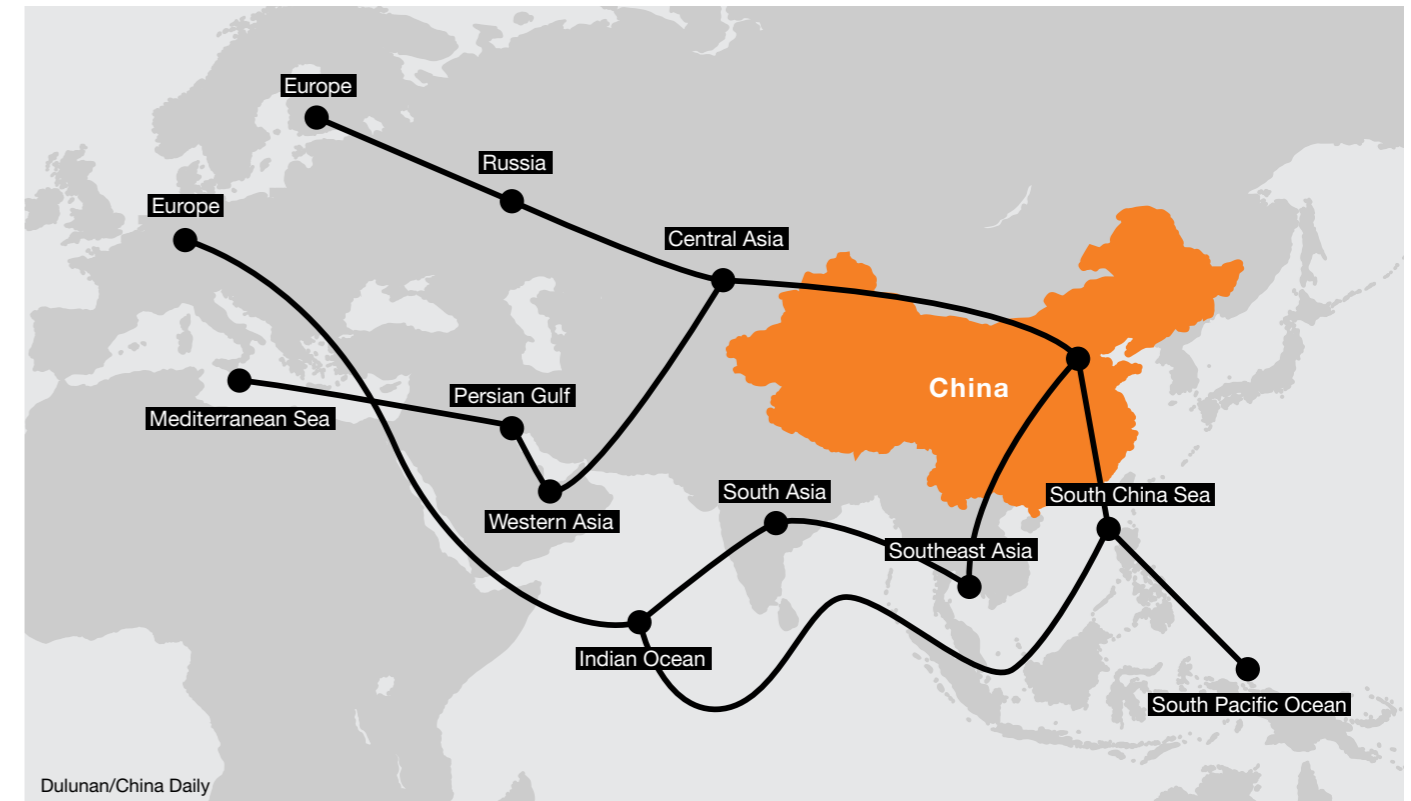 Europe
Russia
Europe
Central Asia
China
Persian Gulf
Mediterranean Sea
South Asia
South China Sea
Western Asia
Southeast Asia
Indian Ocean
South Pacific Ocean
Dulunan/China Daily